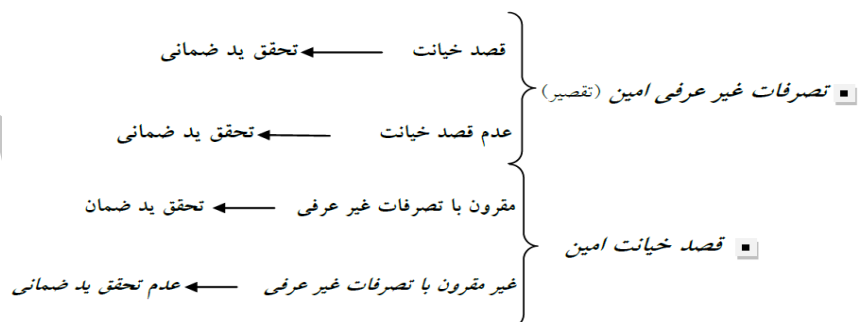 قصد خیانت ← تحقق ید ضمانی
تصرفات غیر عرفی امین (تقصیر)
عدم قصد خیانت ← تحقق ید ضمانی
مقرون با تصرفات غیر عرفی ← تحقق ید ضمان
قصد خیانت امین
غیر مقرون با تصرفات غیر عرفی ← عدم تحقق ید ضمانی